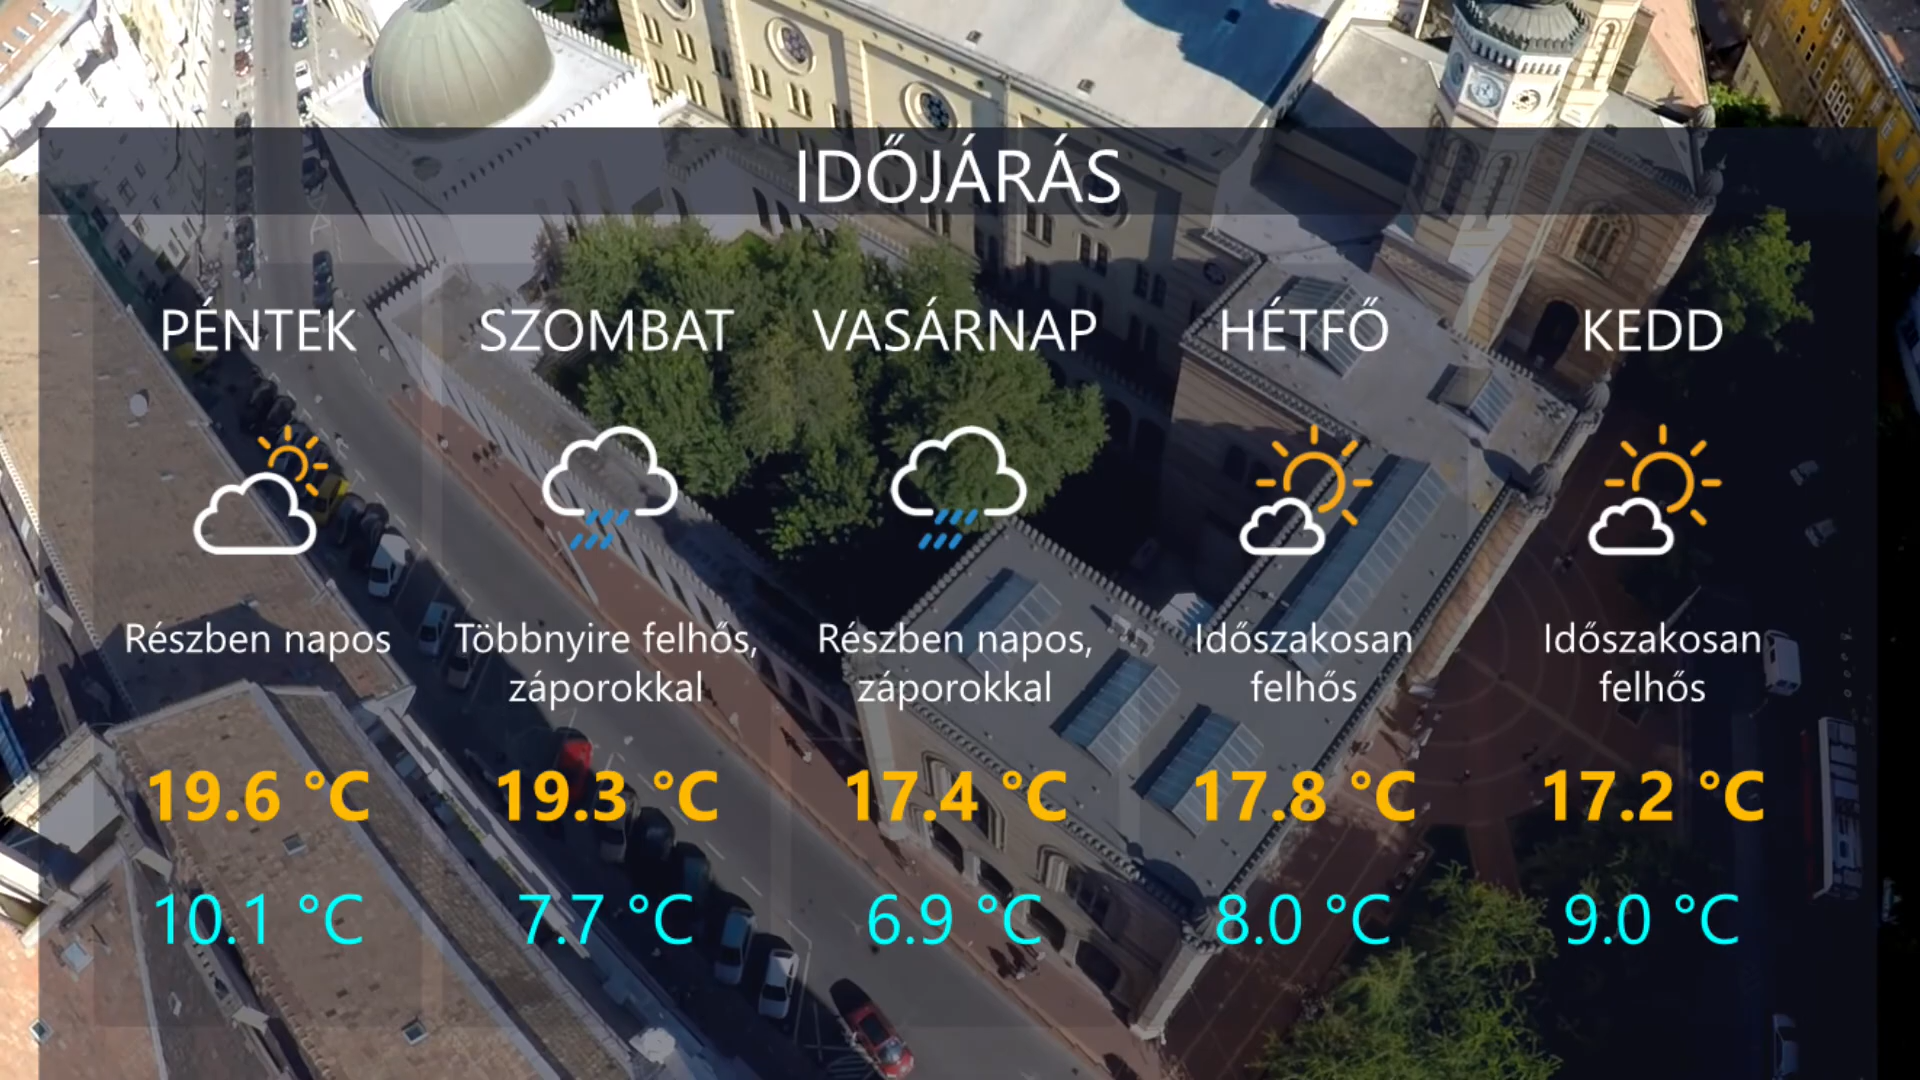 IDŐJÁRÁS
PÉNTEK
Részben napos
19.6 °C
10.1 °C
SZOMBAT
Többnyire felhős,
záporokkal
19.3 °C
7.7 °C
VASÁRNAP
Részben napos,
záporokkal
17.4 °C
6.9 °C
HÉTFŐ
Időszakosan
felhős
17.8 °C
8.0 °C
KEDD
Időszakosan
felhős
17.2 °C
9.0 °C